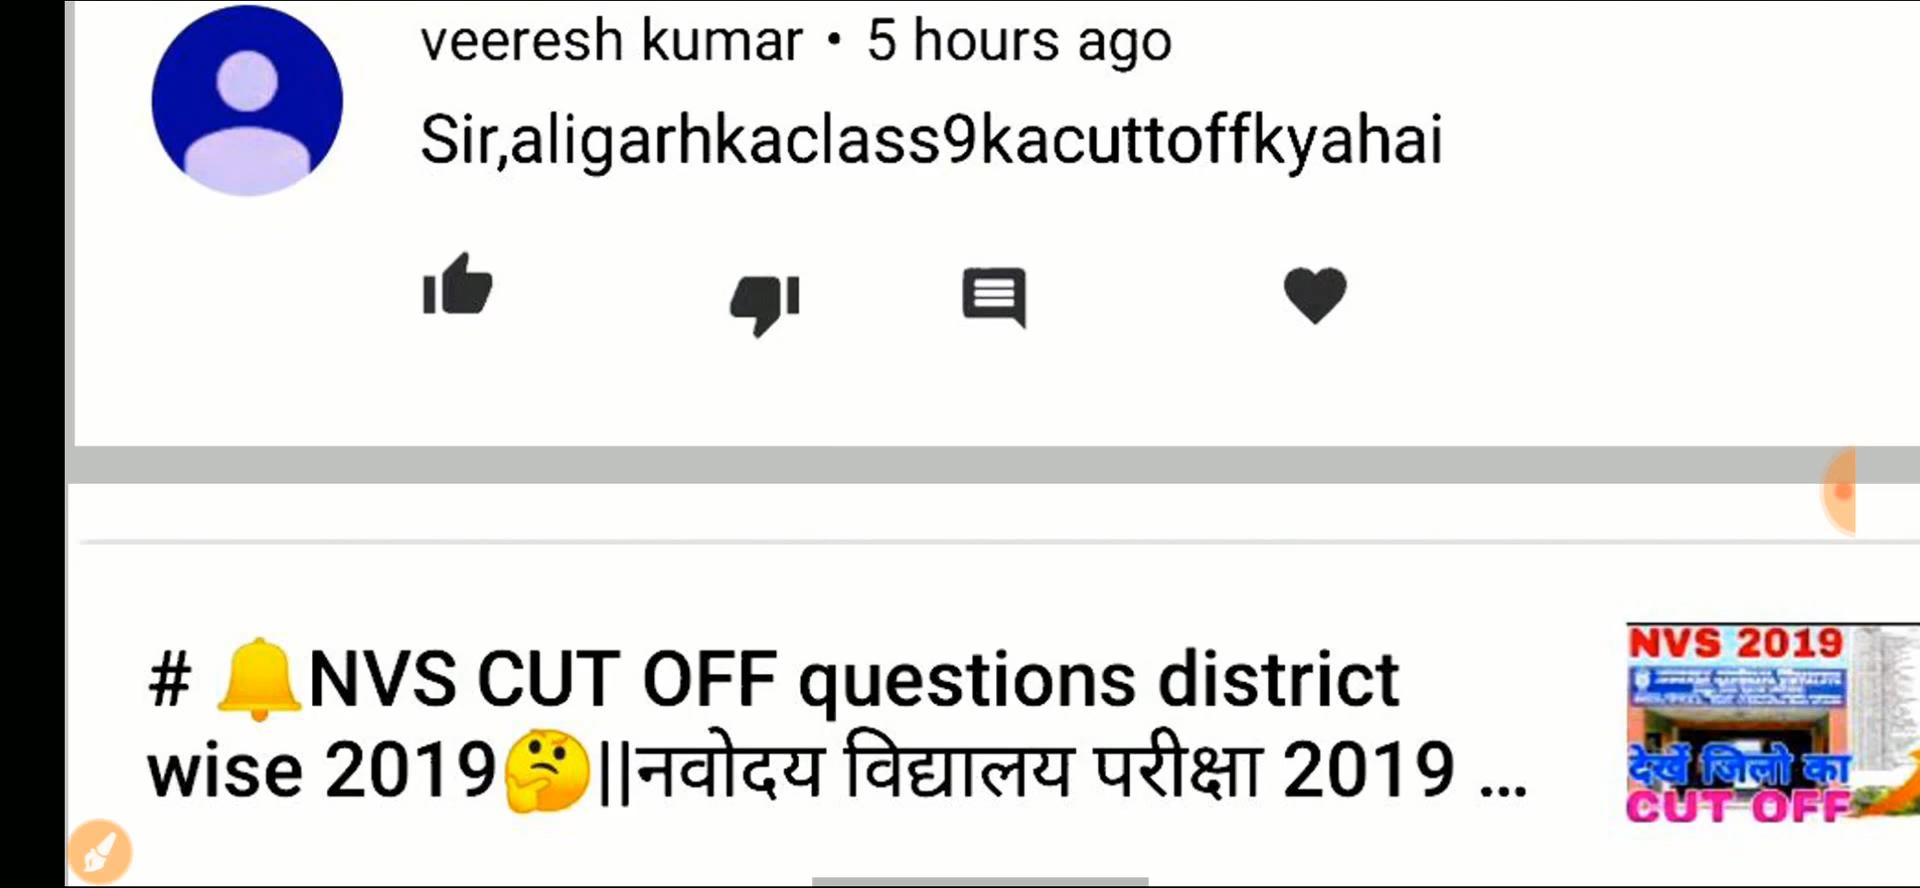 veeresh kumar • 5 hours ago
Sir,aligarhkaclass9kacuttoffkyahai
# 🔔NVS CUT OFF questions district
wise 2019🤔||नवोदय विद्यालय परीक्षा 2019 ...
NVS 2019
देखें जिलो का
CUT OFF